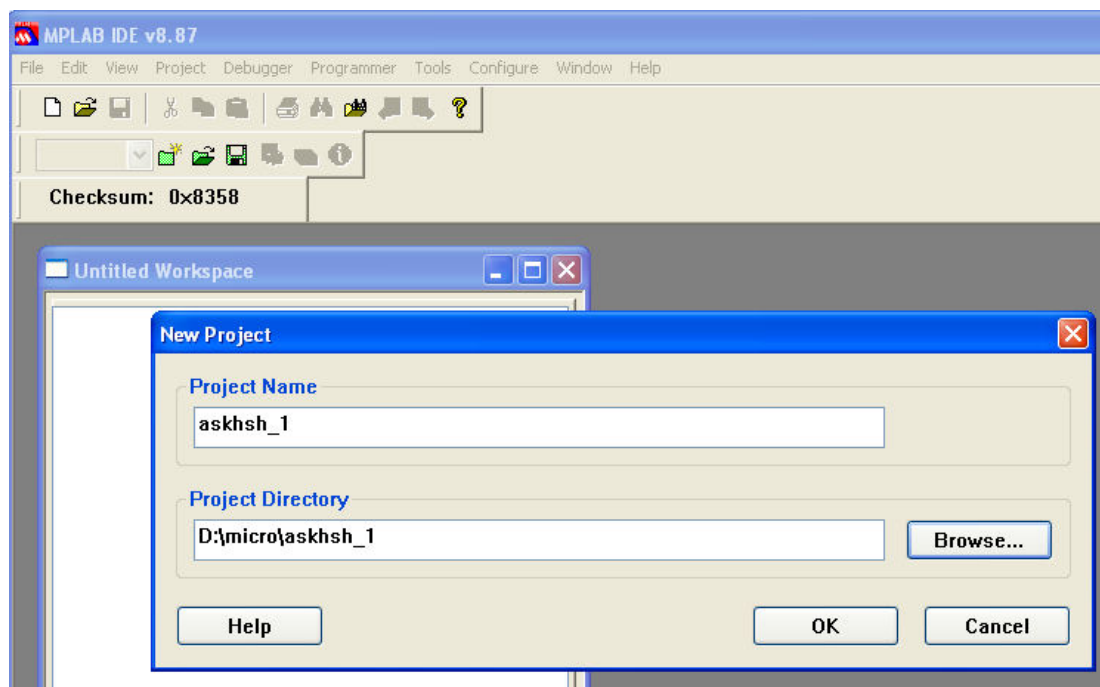 MPLAB IDE v8.87
File Edit View Project Debugger Programmer Tools Configure Window Help
Checksum: 0x8358
Untitled Workspace
New Project
Project Name
askhsh_1
Project Directory
D:\micro\askhsh_1
Browse...
Help OK Cancel